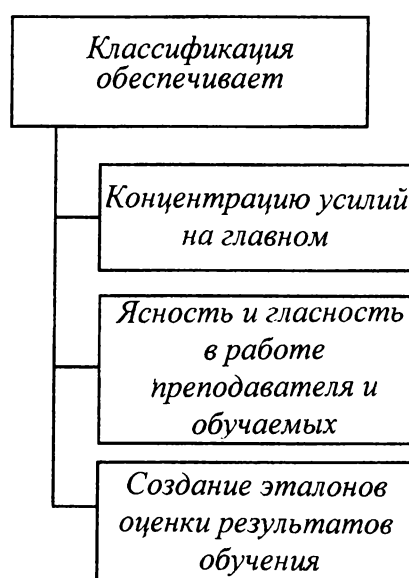 Классификация
обеспечивает
Концентрацию усилий
на главном
Ясность и гласность
в работе
преподавателя и
обучаемых
Создание эталонов
оценки результатов
обучения